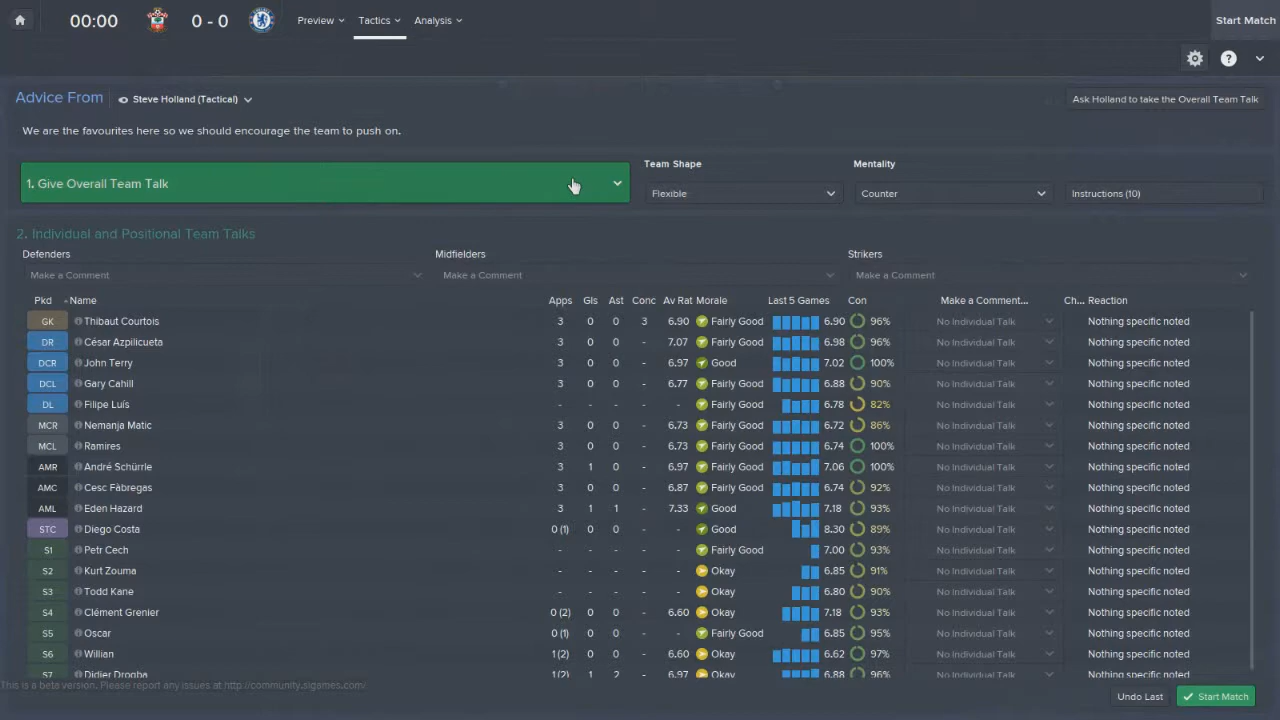 00:00 0 - 0 Preview Tactics Analysis Start Match
?
Advice From Steve Holland (Tactical) Ask Holland to take the Overall Team Talk
We are the favourites here so we should encourage the team to push on.
Team Shape Mentality
1. Give Overall Team Talk Flexible Counter Instructions (10)
2. Individual and Positional Team Talks
Defenders Midfielders Strikers
Make a Comment Make a Comment Make a Comment
Pkd Name Apps Gls Ast Conc Av Rat Morale Last 5 Games Con Make a Comment... Ch... Reaction
GK Thibaut Courtois 3 0 0 3 6.90 Fairly Good 6.90 96% No Individual Talk Nothing specific noted
DR César Azpilicueta 3 0 0 - 7.07 Fairly Good 6.98 96% No Individual Talk Nothing specific noted
DCR John Terry 3 0 0 - 6.97 Good 7.02 100% No Individual Talk Nothing specific noted
DCL Gary Cahill 3 0 0 - 6.77 Fairly Good 6.88 90% No Individual Talk Nothing specific noted
DL Filipe Luís - - - - - Fairly Good 6.78 82% No Individual Talk Nothing specific noted
MCR Nemanja Matic 3 0 0 - 6.73 Fairly Good 6.72 86% No Individual Talk Nothing specific noted
MCL Ramires 3 0 0 - 6.73 Fairly Good 6.74 100% No Individual Talk Nothing specific noted
AMR André Schürrle 3 1 0 - 6.97 Fairly Good 7.06 100% No Individual Talk Nothing specific noted
AMC Cesc Fàbregas 3 0 0 - 6.87 Fairly Good 6.74 92% No Individual Talk Nothing specific noted
AML Eden Hazard 3 1 1 - 7.33 Good 7.18 93% No Individual Talk Nothing specific noted
STC Diego Costa 0 (1) 0 0 - - Good 8.30 89% No Individual Talk Nothing specific noted
S1 Petr Cech - - - - - Fairly Good 7.00 93% No Individual Talk Nothing specific noted
S2 Kurt Zouma - - - - - Okay 6.85 91% No Individual Talk Nothing specific noted
S3 Todd Kane - - - - - Okay 6.80 90% No Individual Talk Nothing specific noted
S4 Clément Grenier 0 (2) 0 0 - 6.60 Okay 7.18 93% No Individual Talk Nothing specific noted
S5 Oscar 0 (1) 0 0 - - Fairly Good 6.85 95% No Individual Talk Nothing specific noted
S6 Willian 1 (2) 0 0 - 6.60 Okay 6.62 97% No Individual Talk Nothing specific noted
S7 Didier Drogba 1 (2) 1 2 - 6.97 Okay 6.88 96% No Individual Talk Nothing specific noted
This is a beta version. Please report any issues at http://community.sigames.com/
Undo Last Start Match